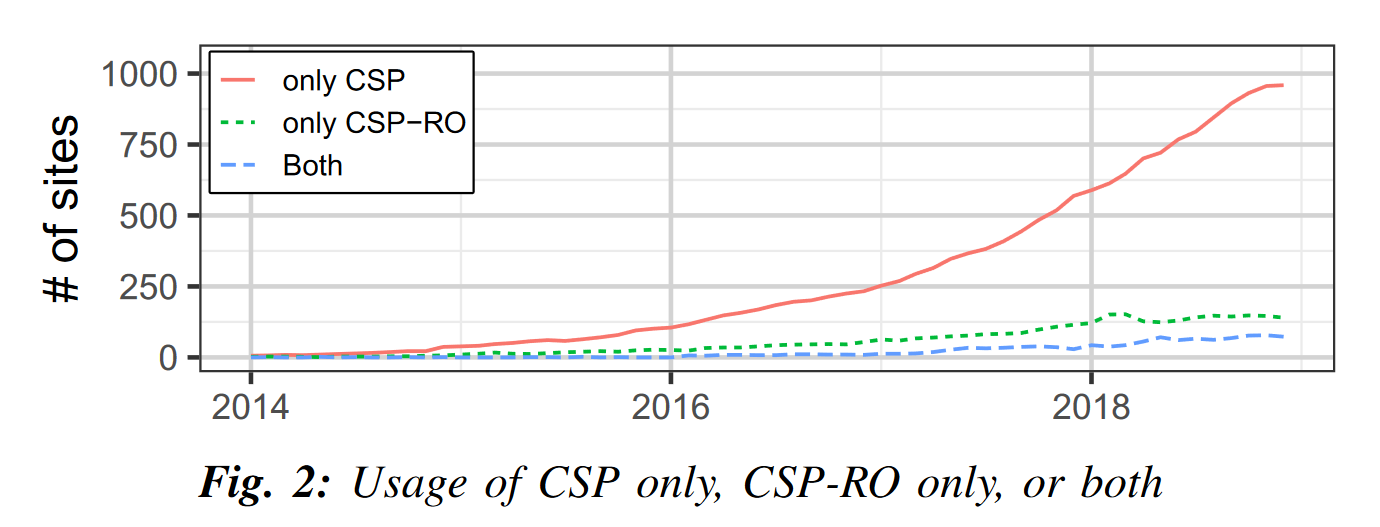 # of sites
1000
750
500
250
0
only CSP
only CSP−RO
Both
2014 2016 2018
Fig. 2: Usage of CSP only, CSP-RO only, or both